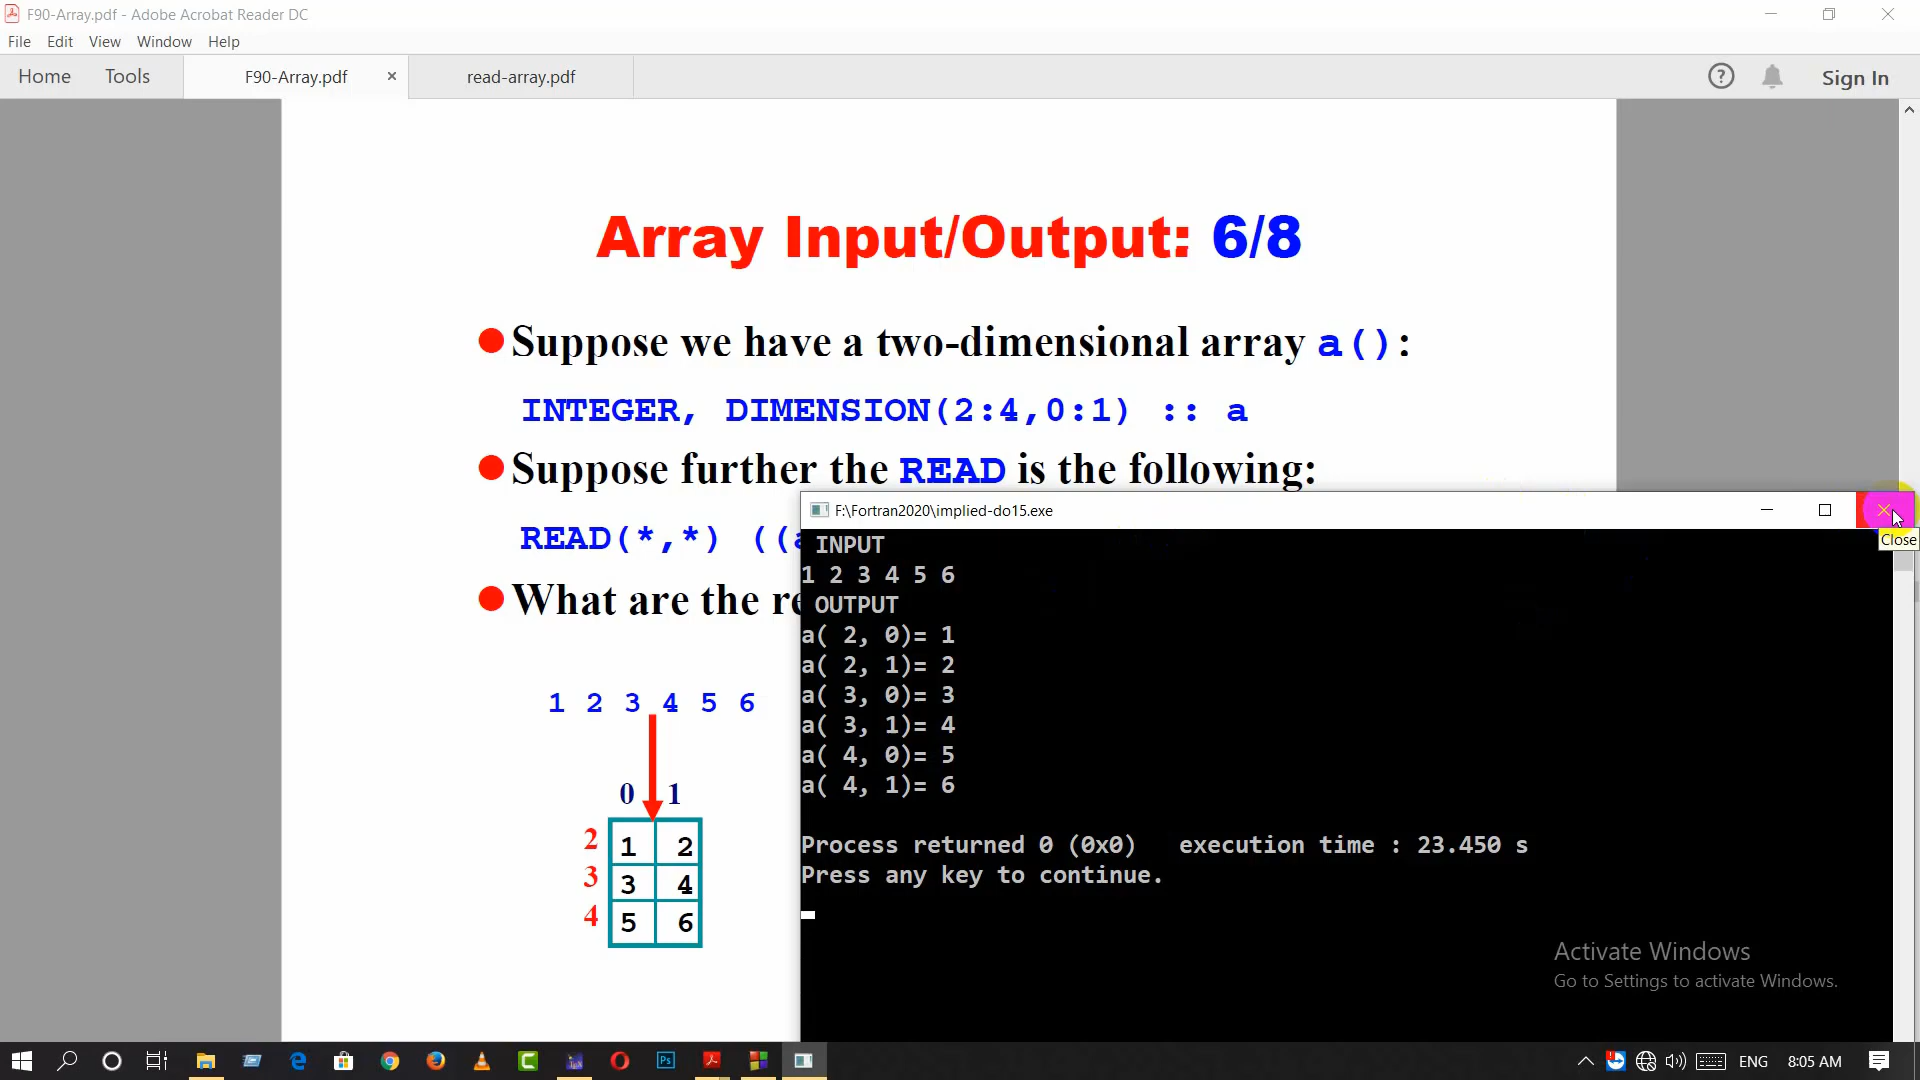 F90-Array.pdf - Adobe Acrobat Reader DC
File Edit View Window Help
Home Tools F90-Array.pdf × read-array.pdf ? Sign In
Array Input/Output: 6/8
Suppose we have a two-dimensional array a():
INTEGER, DIMENSION(2:4,0:1) :: a
Suppose further the READ is the following:
READ(*,*) ((a
What are the re
1 2 3 4 5 6
0 1
2 1 2
3 3 4
4 5 6
F:\Fortran2020\implied-do15.exe
Close
INPUT
1 2 3 4 5 6
OUTPUT
a( 2, 0)= 1
a( 2, 1)= 2
a( 3, 0)= 3
a( 3, 1)= 4
a( 4, 0)= 5
a( 4, 1)= 6
Process returned 0 (0x0)   execution time : 23.450 s
Press any key to continue.
Activate Windows
Go to Settings to activate Windows.
Ps ENG 8:05 AM